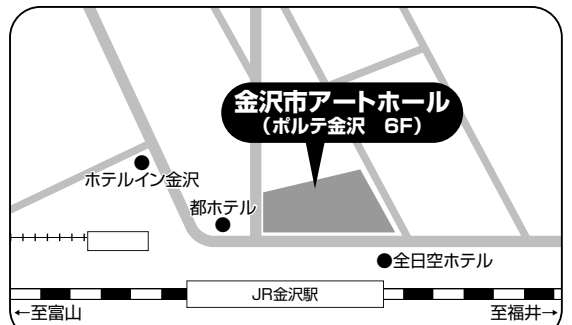 金沢市アートホール
（ポルテ金沢　6F）
ホテルイン金沢
都ホテル
全日空ホテル
JR金沢駅
←至富山
至福井→